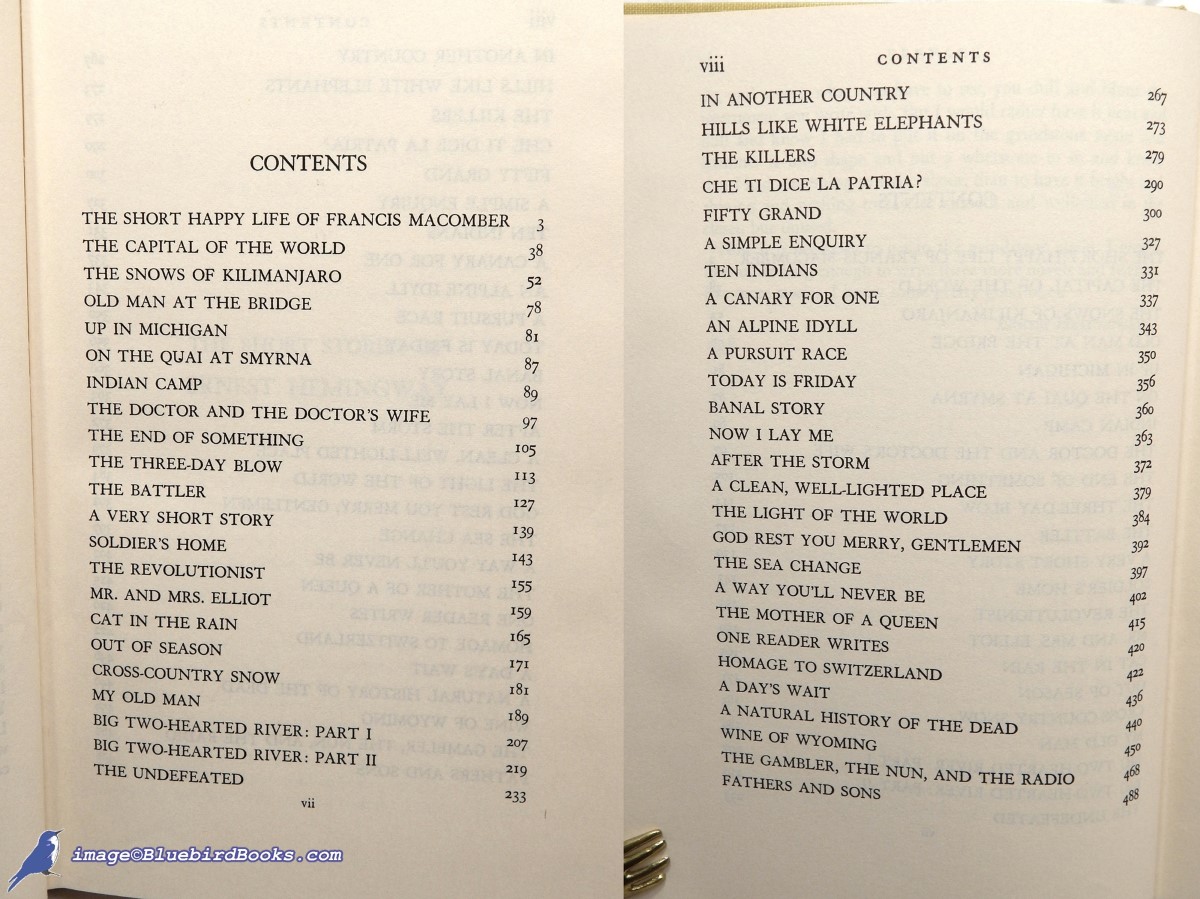 CONTENTS
THE SHORT HAPPY LIFE OF FRANCIS MACOMBER 3
THE CAPITAL OF THE WORLD 38
THE SNOWS OF KILIMANJARO 52
OLD MAN AT THE BRIDGE 78
UP IN MICHIGAN 81
ON THE QUAI AT SMYRNA 87
INDIAN CAMP 89
THE DOCTOR AND THE DOCTOR'S WIFE 97
THE END OF SOMETHING 105
THE THREE-DAY BLOW 113
THE BATTLER 127
A VERY SHORT STORY 139
SOLDIER'S HOME 143
THE REVOLUTIONIST 155
MR. AND MRS. ELLIOT 159
CAT IN THE RAIN 165
OUT OF SEASON 171
CROSS-COUNTRY SNOW 181
MY OLD MAN 189
BIG TWO-HEARTED RIVER: PART I 207
BIG TWO-HEARTED RIVER: PART II 219
THE UNDEFEATED 233
vii
viii CONTENTS
IN ANOTHER COUNTRY 267
HILLS LIKE WHITE ELEPHANTS 273
THE KILLERS 279
CHE TI DICE LA PATRIA? 290
FIFTY GRAND 300
A SIMPLE ENQUIRY 327
TEN INDIANS 331
A CANARY FOR ONE 337
AN ALPINE IDYLL 343
A PURSUIT RACE 350
TODAY IS FRIDAY 356
BANAL STORY 360
NOW I LAY ME 363
AFTER THE STORM 372
A CLEAN, WELL-LIGHTED PLACE 379
THE LIGHT OF THE WORLD 384
GOD REST YOU MERRY, GENTLEMEN 392
THE SEA CHANGE 397
A WAY YOU'LL NEVER BE 402
THE MOTHER OF A QUEEN 415
ONE READER WRITES 420
HOMAGE TO SWITZERLAND 422
A DAY'S WAIT 436
A NATURAL HISTORY OF THE DEAD 440
WINE OF WYOMING 450
THE GAMBLER, THE NUN, AND THE RADIO 468
FATHERS AND SONS 488
image©BluebirdBooks.com